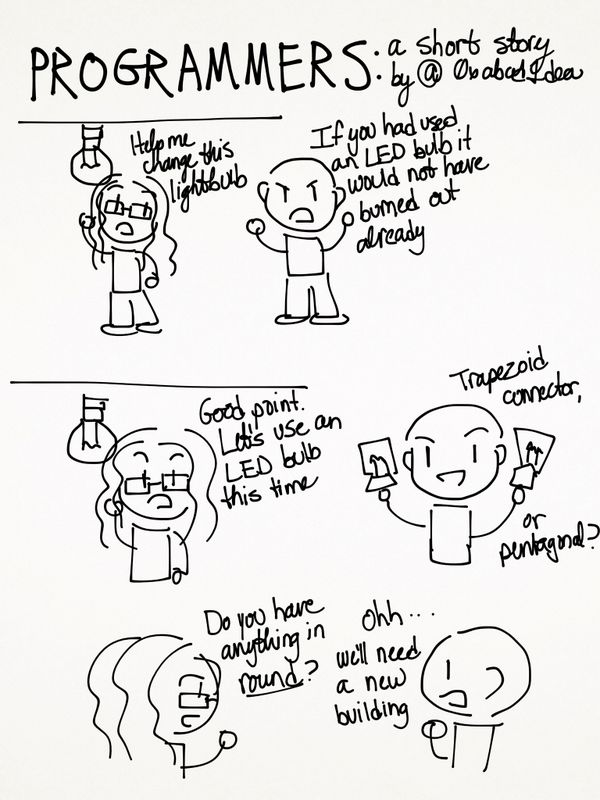 PROGRAMMERS:
a short story
by @0xabad1dea
Help me
change this
lightbulb
If you had used
an LED bulb it
would not have
burned out
already
Good point.
Let's use an
LED bulb
this time
Trapezoid
connector,
or
pentagonal?
Do you have
anything in
round?
Ohh...
we'll need
a new
building